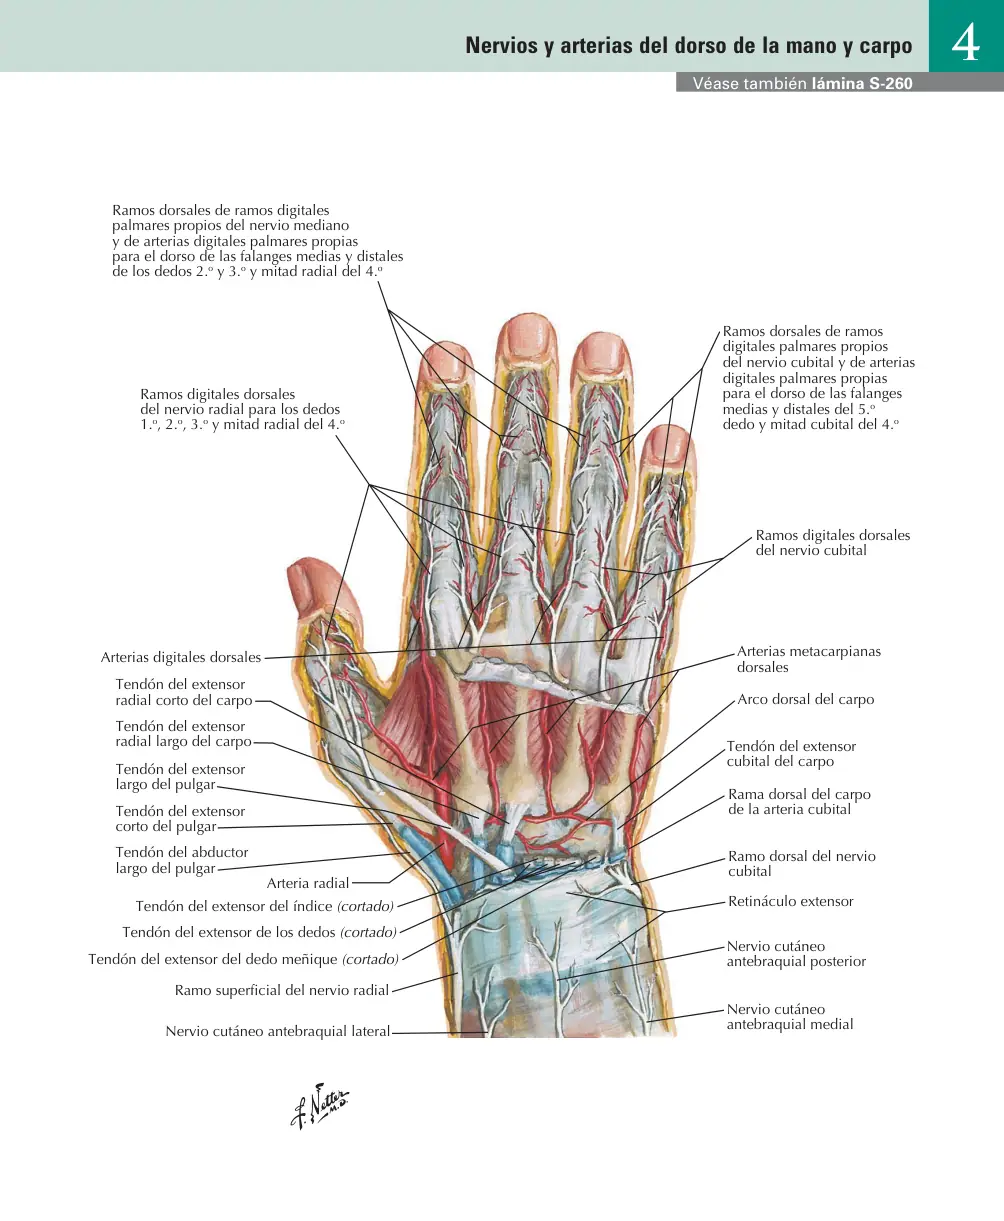 Nervios y arterias del dorso de la mano y carpo
4
Véase también lámina S-260
Ramos dorsales de ramos digitales
palmares propios del nervio mediano
y de arterias digitales palmares propias
para el dorso de las falanges medias y distales
de los dedos 2.º y 3.º y mitad radial del 4.º
Ramos dorsales de ramos
digitales palmares propios
del nervio cubital y de arterias
digitales palmares propias
para el dorso de las falanges
medias y distales del 5.º
dedo y mitad cubital del 4.º
Ramos digitales dorsales
del nervio radial para los dedos
1.º, 2.º, 3.º y mitad radial del 4.º
Ramos digitales dorsales
del nervio cubital
Arterias digitales dorsales
Tendón del extensor
radial corto del carpo
Tendón del extensor
radial largo del carpo
Tendón del extensor
largo del pulgar
Tendón del extensor
corto del pulgar
Tendón del abductor
largo del pulgar
Arteria radial
Tendón del extensor del índice (cortado)
Tendón del extensor de los dedos (cortado)
Tendón del extensor del dedo meñique (cortado)
Ramo superficial del nervio radial
Nervio cutáneo antebraquial lateral
Arterias metacarpianas
dorsales
Arco dorsal del carpo
Tendón del extensor
cubital del carpo
Rama dorsal del carpo
de la arteria cubital
Ramo dorsal del nervio
cubital
Retináculo extensor
Nervio cutáneo
antebraquial posterior
Nervio cutáneo
antebraquial medial
F. Netter
M.D.